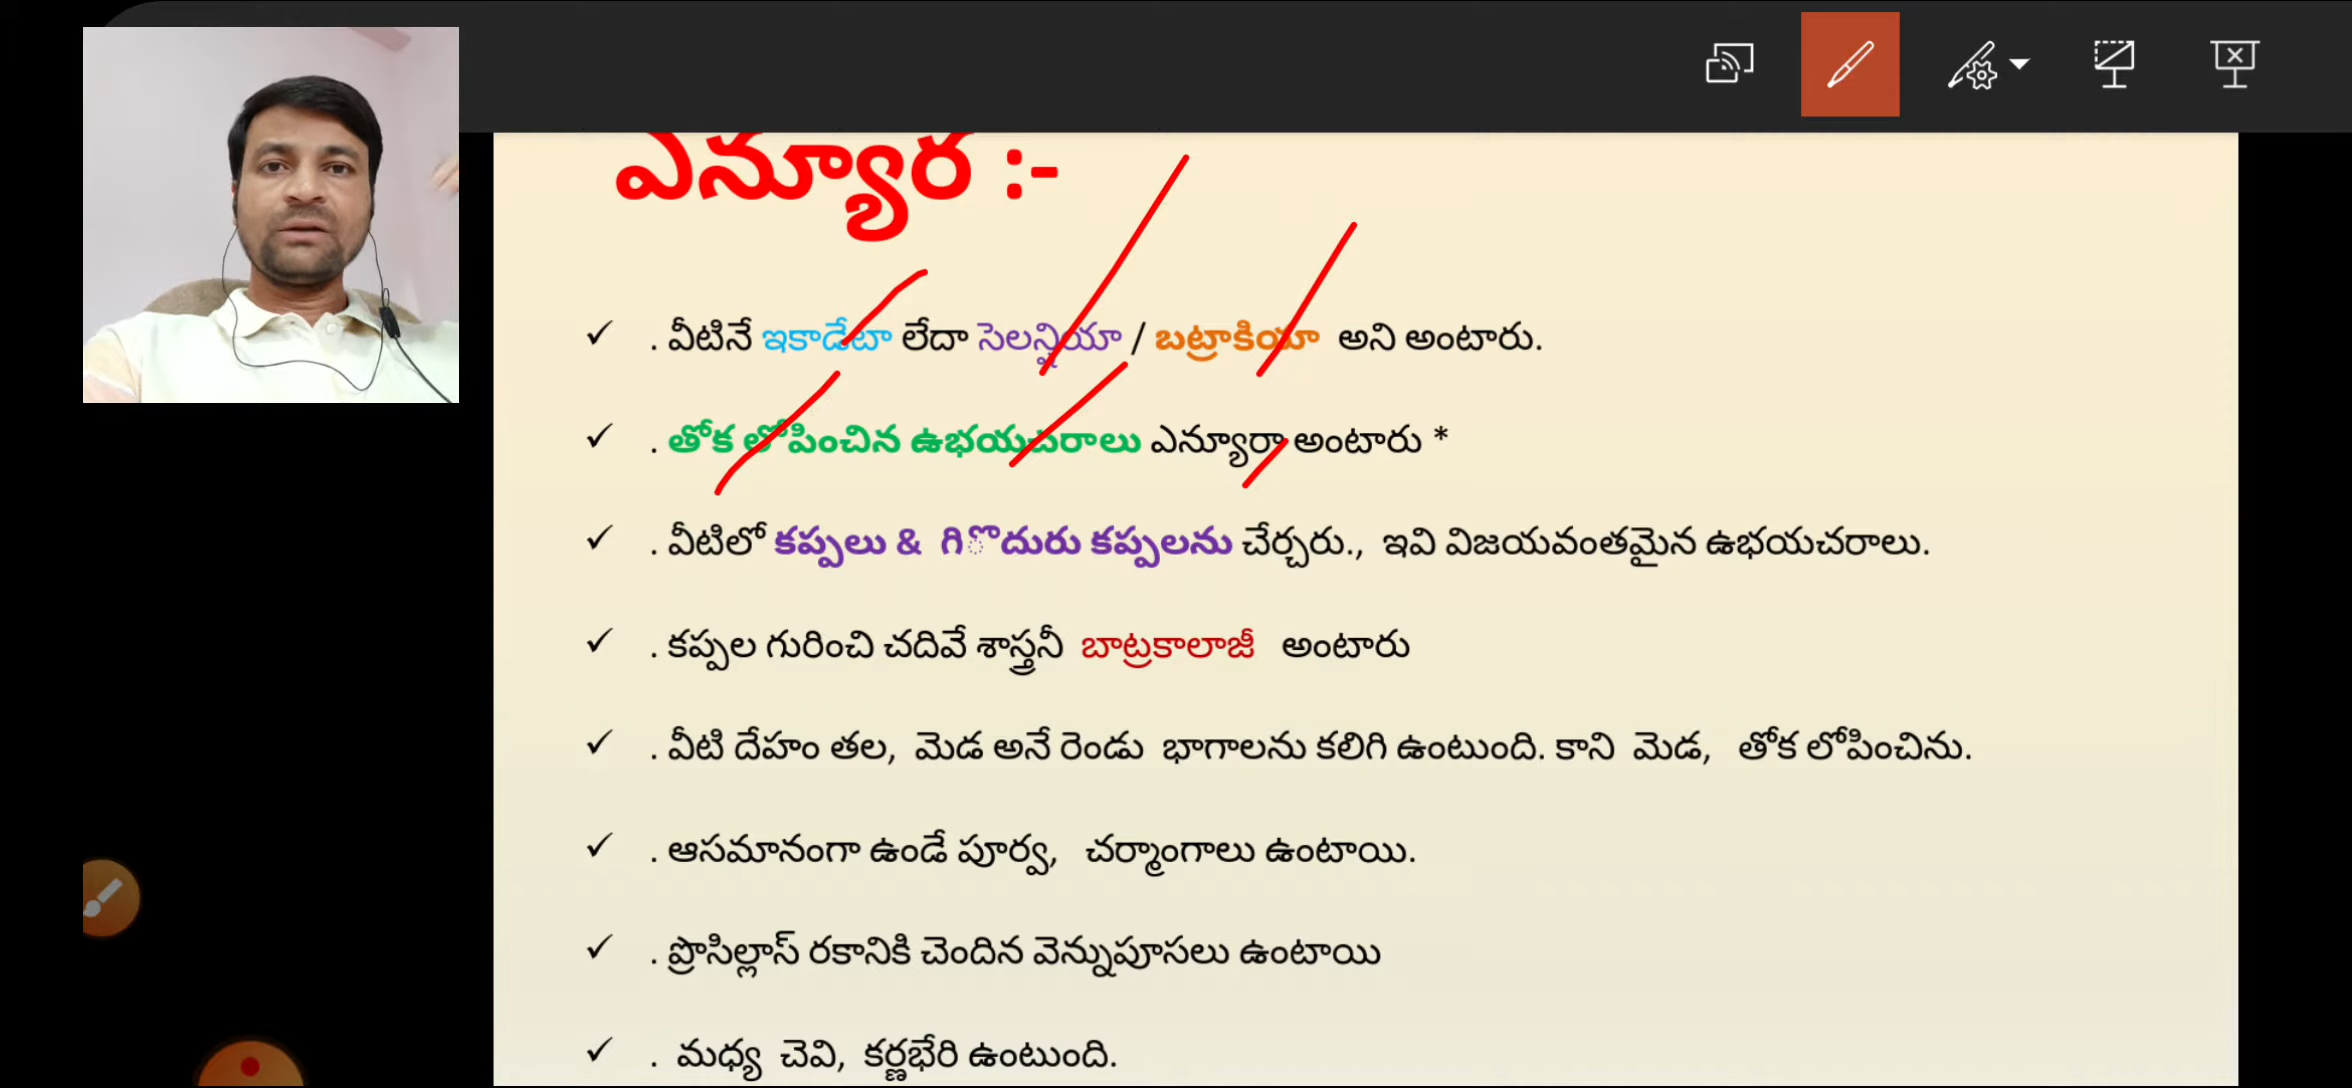 ఎన్యూర :-
✓ . వీటినే ఇకాడేటా లేదా సెలన్షియా / బట్రాకియా అని అంటారు.
✓ . తోక లోపించిన ఉభయచరాలు ఎన్యూరా అంటారు *
✓ . వీటిలో కప్పలు & గిొదురు కప్పలను చేర్చరు., ఇవి విజయవంతమైన ఉభయచరాలు.
✓ . కప్పల గురించి చదివే శాస్త్రనీ బాట్రకాలాజీ అంటారు
✓ . వీటి దేహం తల, మెడ అనే రెండు భాగాలను కలిగి ఉంటుంది. కాని మెడ, తోక లోపించిను.
✓ . ఆసమానంగా ఉండే పూర్వ, చర్మాంగాలు ఉంటాయి.
✓ . ప్రొసిల్లాస్ రకానికి చెందిన వెన్నుపూసలు ఉంటాయి
✓ . మధ్య చెవి, కర్ణభేరి ఉంటుంది.